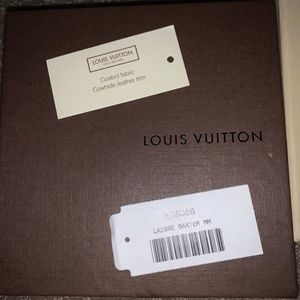 LOUIS VUITTON
Coated fabric
Cowhide leather trim
LOUIS VUITTON
LAISSE BAXTER MM